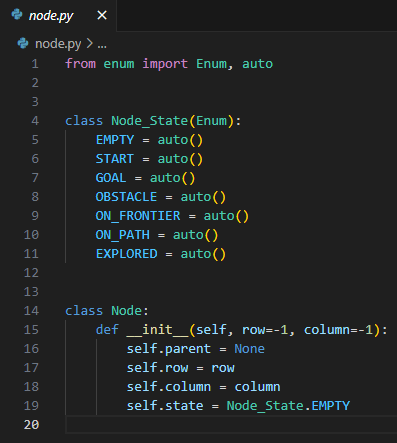 node.py ×
node.py > ...
1 from enum import Enum, auto
2
3
4 class Node_State(Enum):
5     EMPTY = auto()
6     START = auto()
7     GOAL = auto()
8     OBSTACLE = auto()
9     ON_FRONTIER = auto()
10     ON_PATH = auto()
11     EXPLORED = auto()
12
13
14 class Node:
15     def __init__(self, row=-1, column=-1):
16         self.parent = None
17         self.row = row
18         self.column = column
19         self.state = Node_State.EMPTY
20